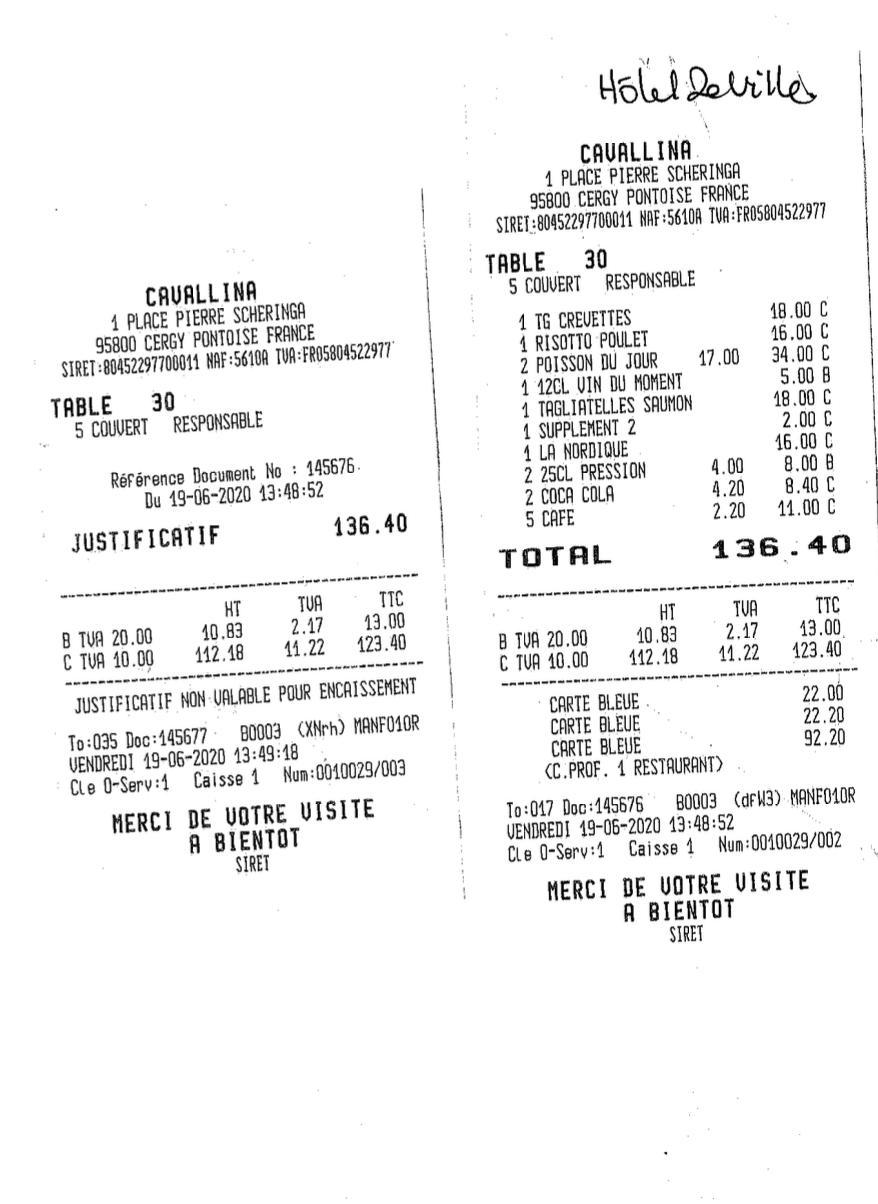 CAVALLINA
1 PLACE PIERRE SCHERINGA
95800 CERGY PONTOISE FRANCE
SIRET:80452297700011 NAF:5610A TVA:FR05804522977
TABLE 30
5 COUVERT RESPONSABLE
Référence Document No : 145676
Du 19-06-2020 13:48:52
JUSTIFICATIF 136.40
HT TVA TTC
B TVA 20.00 10.83 2.17 13.00
C TVA 10.00 112.18 11.22 123.40
JUSTIFICATIF NON VALABLE POUR ENCAISSEMENT
To:035 Doc:145677 B0003 (XNrh) MANF010R
VENDREDI 19-06-2020 13:49:18
Cle 0-Serv:1 Caisse 1 Num:0010029/003
MERCI DE VOTRE VISITE
A BIENTOT
SIRET
Hôtel De Ville
CAVALLINA
1 PLACE PIERRE SCHERINGA
95800 CERGY PONTOISE FRANCE
SIRET:80452297700011 NAF:5610A TVA:FR05804522977
TABLE 30
5 COUVERT RESPONSABLE
1 TG CREVETTES 18.00 C
1 RISOTTO POULET 16.00 C
2 POISSON DU JOUR 17.00 34.00 C
1 12CL VIN DU MOMENT 5.00 B
1 TAGLIATELLES SAUMON 18.00 C
1 SUPPLEMENT 2 2.00 C
1 LA NORDIQUE 16.00 C
2 25CL PRESSION 4.00 8.00 B
2 COCA COLA 4.20 8.40 C
5 CAFE 2.20 11.00 C
TOTAL 136.40
HT TVA TTC
B TVA 20.00 10.83 2.17 13.00
C TVA 10.00 112.18 11.22 123.40
CARTE BLEUE 22.00
CARTE BLEUE 22.20
CARTE BLEUE 92.20
(C.PROF. 1 RESTAURANT)
To:017 Doc:145676 B0003 (dfW3) MANF010R
VENDREDI 19-06-2020 13:48:52
Cle 0-Serv:1 Caisse 1 Num:0010029/002
MERCI DE VOTRE VISITE
A BIENTOT
SIRET